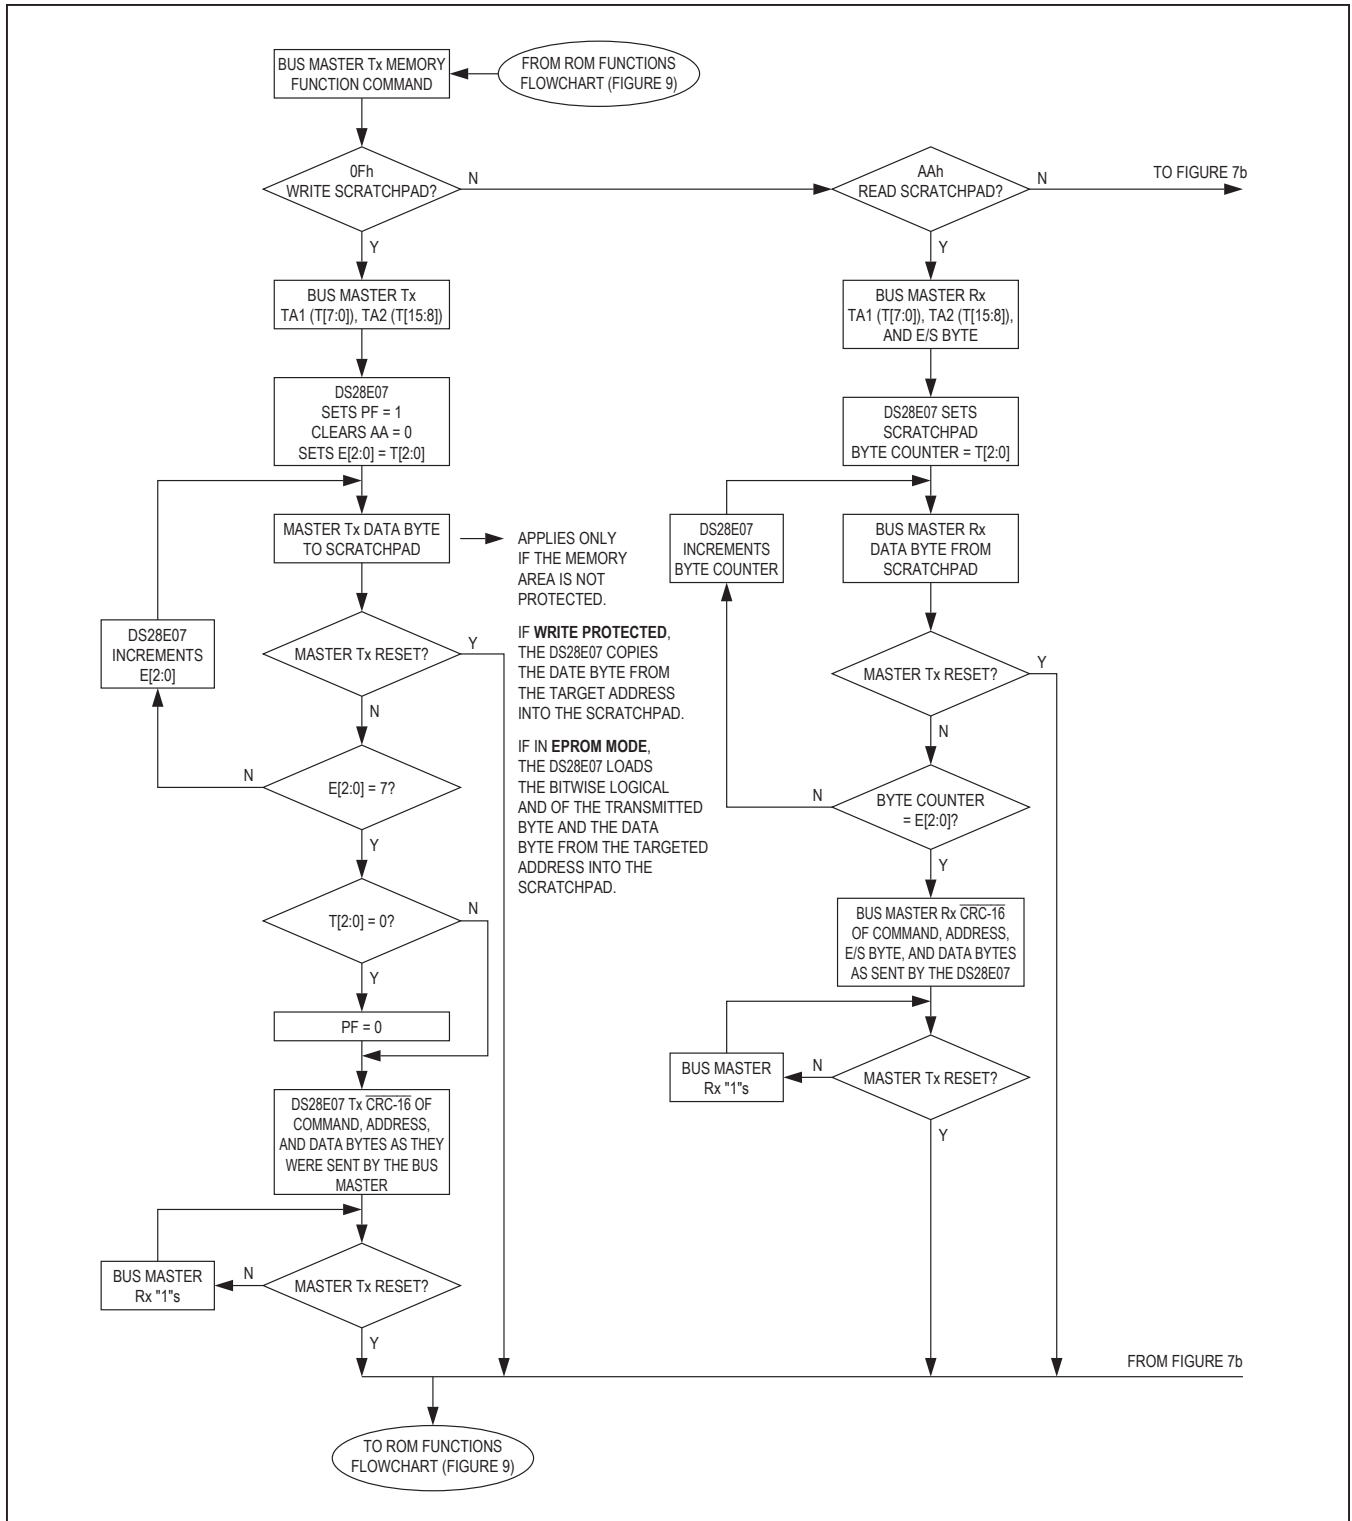 BUS MASTER Tx MEMORY
FUNCTION COMMAND
FROM ROM FUNCTIONS
FLOWCHART (FIGURE 9)
0Fh
WRITE SCRATCHPAD?
N
Y
AAh
READ SCRATCHPAD?
N
Y
TO FIGURE 7b
BUS MASTER Tx
TA1 (T[7:0]), TA2 (T[15:8])
DS28E07
SETS PF = 1
CLEARS AA = 0
SETS E[2:0] = T[2:0]
MASTER Tx DATA BYTE
TO SCRATCHPAD
APPLIES ONLY
IF THE MEMORY
AREA IS NOT
PROTECTED.
IF WRITE PROTECTED,
THE DS28E07 COPIES
THE DATE BYTE FROM
THE TARGET ADDRESS
INTO THE SCRATCHPAD.
IF IN EPROM MODE,
THE DS28E07 LOADS
THE BITWISE LOGICAL
AND OF THE TRANSMITTED
BYTE AND THE DATA
BYTE FROM THE TARGETED
ADDRESS INTO THE
SCRATCHPAD.
DS28E07
INCREMENTS
E[2:0]
MASTER Tx RESET?
Y
N
E[2:0] = 7?
N
Y
T[2:0] = 0?
N
Y
PF = 0
DS28E07 Tx CRC-16 OF
COMMAND, ADDRESS,
AND DATA BYTES AS THEY
WERE SENT BY THE BUS
MASTER
BUS MASTER
Rx "1"s
N
MASTER Tx RESET?
Y
BUS MASTER Rx
TA1 (T[7:0]), TA2 (T[15:8]),
AND E/S BYTE
DS28E07 SETS
SCRATCHPAD
BYTE COUNTER = T[2:0]
DS28E07
INCREMENTS
BYTE COUNTER
BUS MASTER Rx
DATA BYTE FROM
SCRATCHPAD
MASTER Tx RESET?
Y
N
BYTE COUNTER
= E[2:0]?
N
Y
BUS MASTER Rx CRC-16
OF COMMAND, ADDRESS,
E/S BYTE, AND DATA BYTES
AS SENT BY THE DS28E07
BUS MASTER
Rx "1"s
N
MASTER Tx RESET?
Y
FROM FIGURE 7b
TO ROM FUNCTIONS
FLOWCHART (FIGURE 9)